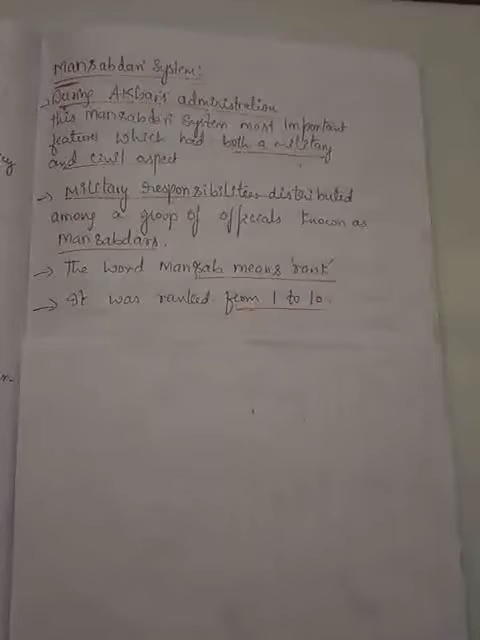 Mansabdari System:
→ During Akbar's administration
this Mansabdari System most Important
features which had both a military
and civil aspect
→ Military responsibilities distributed
among a group of officials known as
Mansabdars.
→ The word Mansab means 'rank'
→ It was ranked from 1 to 10.